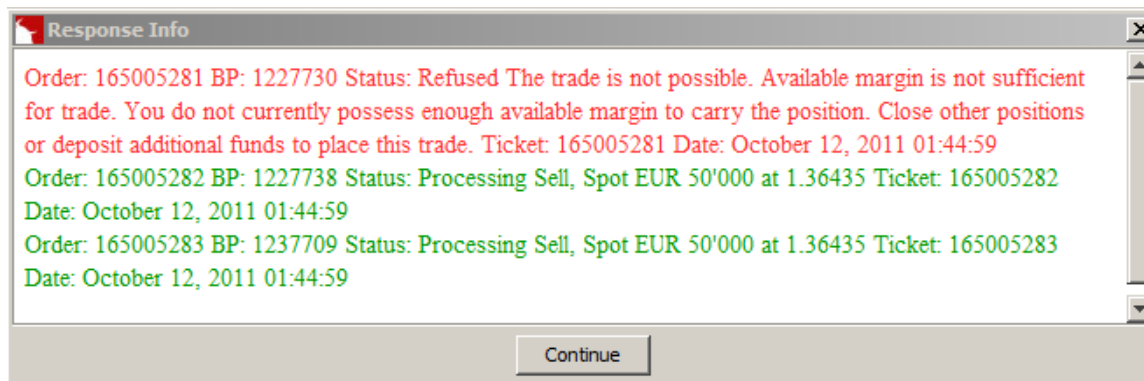 Response Info
Order: 165005281 BP: 1227730 Status: Refused The trade is not possible. Available margin is not sufficient
for trade. You do not currently possess enough available margin to carry the position. Close other positions
or deposit additional funds to place this trade. Ticket: 165005281 Date: October 12, 2011 01:44:59
Order: 165005282 BP: 1227738 Status: Processing Sell, Spot EUR 50'000 at 1.36435 Ticket: 165005282
Date: October 12, 2011 01:44:59
Order: 165005283 BP: 1237709 Status: Processing Sell, Spot EUR 50'000 at 1.36435 Ticket: 165005283
Date: October 12, 2011 01:44:59
Continue